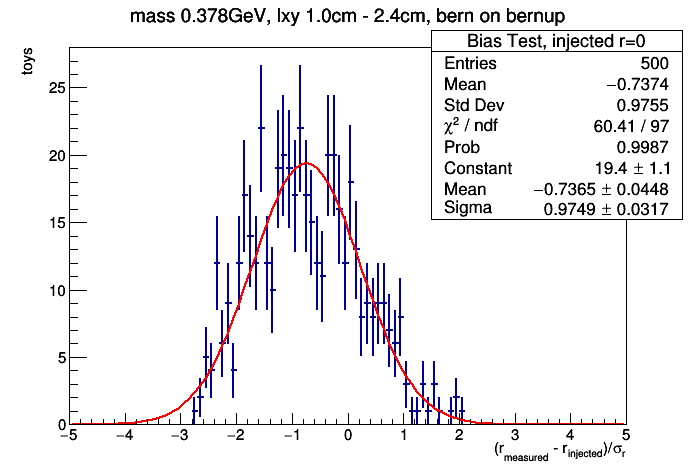 mass 0.378GeV, lxy 1.0cm - 2.4cm, bern on bernup
Bias Test, injected r=0
Entries 500
Mean −0.7374
Std Dev 0.9755
χ² / ndf 60.41 / 97
Prob 0.9987
Constant 19.4 ± 1.1
Mean −0.7365 ± 0.0448
Sigma 0.9749 ± 0.0317
toys
25
20
15
10
5
0
−5 −4 −3 −2 −1 0 1 2 3 4 5
(r_measured - r_injected)/σ_r